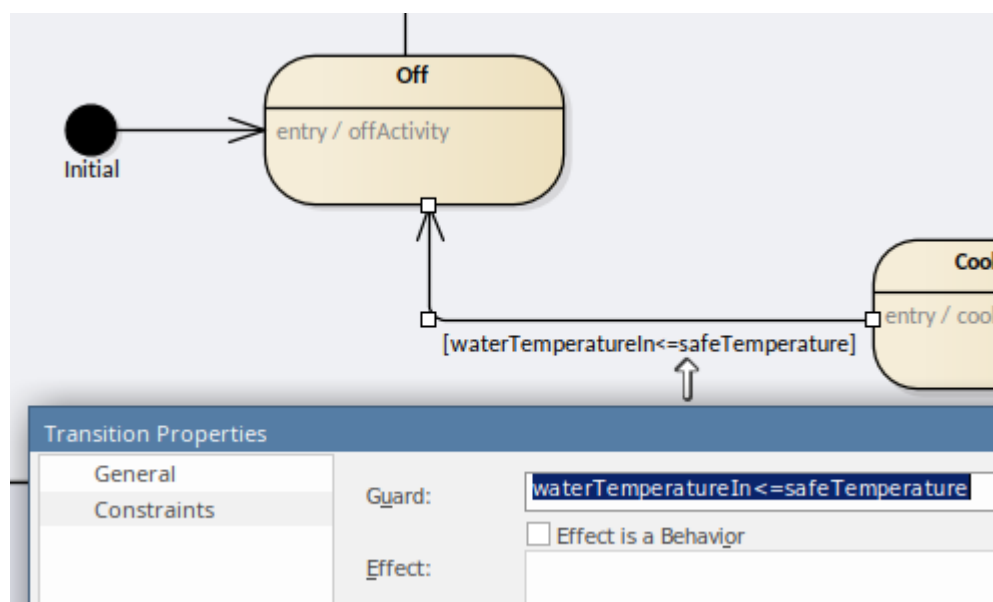 Off
entry / offActivity
Initial
Cool
entry / cool
[waterTemperatureIn<=safeTemperature]
Transition Properties
General
Constraints
Guard:
waterTemperatureIn<=safeTemperature
Effect is a Behavior
Effect: